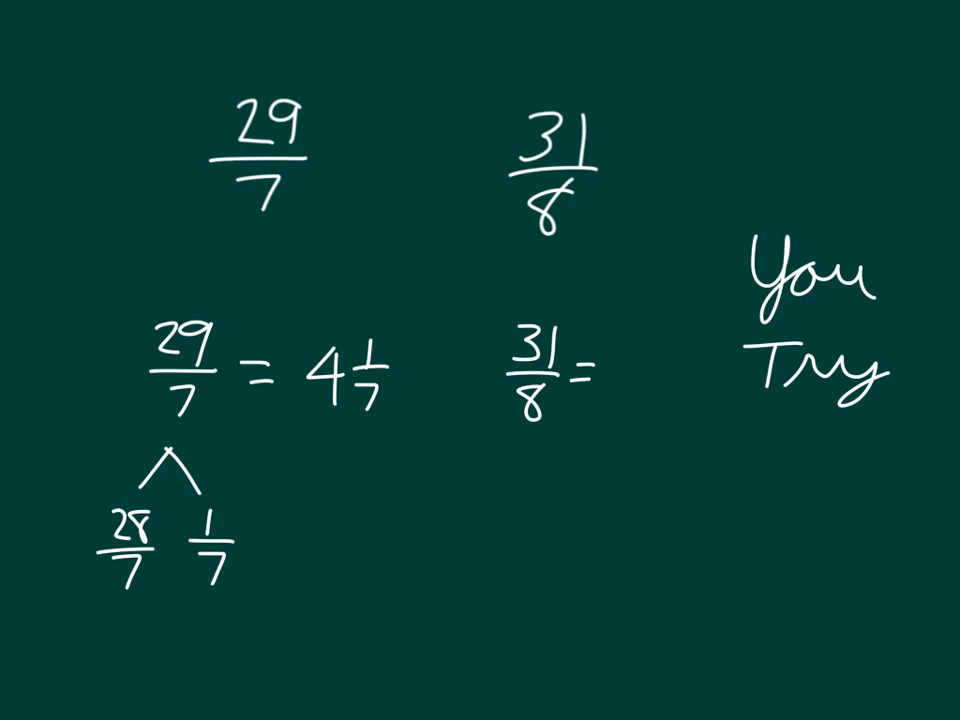 29/7 31/8
You
Try
29/7 = 4 1/7 31/8 =
28/7 1/7